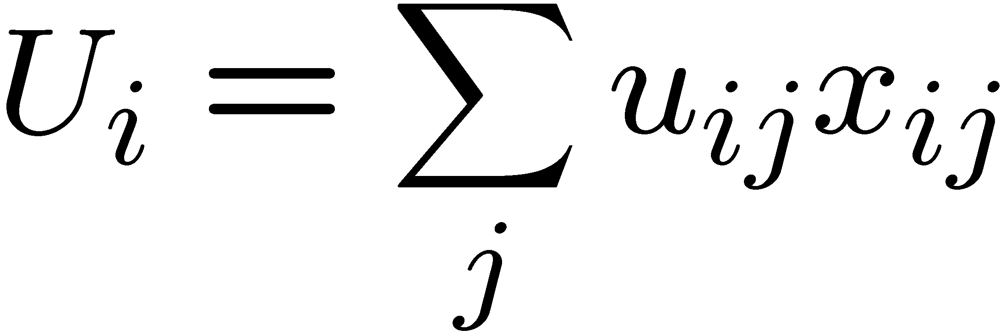 U_i = \sum_j u_{ij} x_{ij}